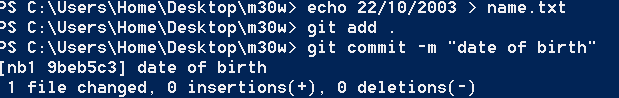 PS C:\Users\Home\Desktop\m30w> echo 22/10/2003 > name.txt
PS C:\Users\Home\Desktop\m30w> git add .
PS C:\Users\Home\Desktop\m30w> git commit -m "date of birth"
[nb1 9beb5c3] date of birth
 1 file changed, 0 insertions(+), 0 deletions(-)